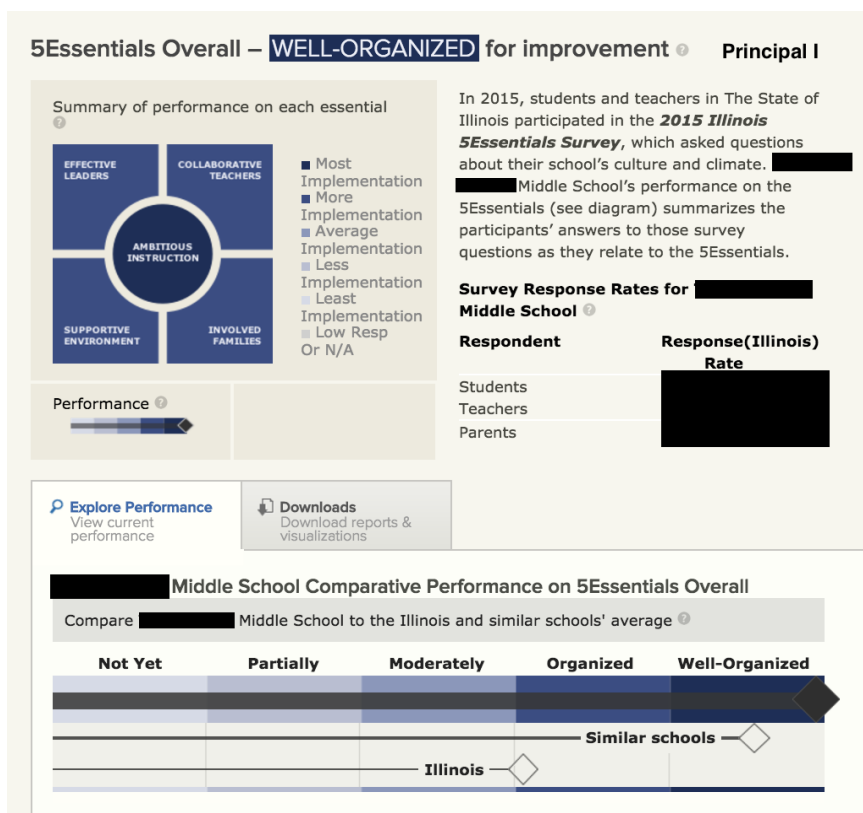 5Essentials Overall – WELL-ORGANIZED for improvement ?
Principal I
Summary of performance on each essential
?
EFFECTIVE
LEADERS
COLLABORATIVE
TEACHERS
AMBITIOUS
INSTRUCTION
SUPPORTIVE
ENVIRONMENT
INVOLVED
FAMILIES
Most
Implementation
More
Implementation
Average
Implementation
Less
Implementation
Least
Implementation
Low Resp
Or N/A
Performance ?
In 2015, students and teachers in The State of
Illinois participated in the 2015 Illinois
5Essentials Survey, which asked questions
about their school's culture and climate.
Middle School's performance on the
5Essentials (see diagram) summarizes the
participants' answers to those survey
questions as they relate to the 5Essentials.
Survey Response Rates for
Middle School ?
Respondent Response(Illinois)
Rate
Students
Teachers
Parents
Explore Performance
View current
performance
Downloads
Download reports &
visualizations
Middle School Comparative Performance on 5Essentials Overall
Compare Middle School to the Illinois and similar schools' average ?
Not Yet Partially Moderately Organized Well-Organized
Similar schools
Illinois